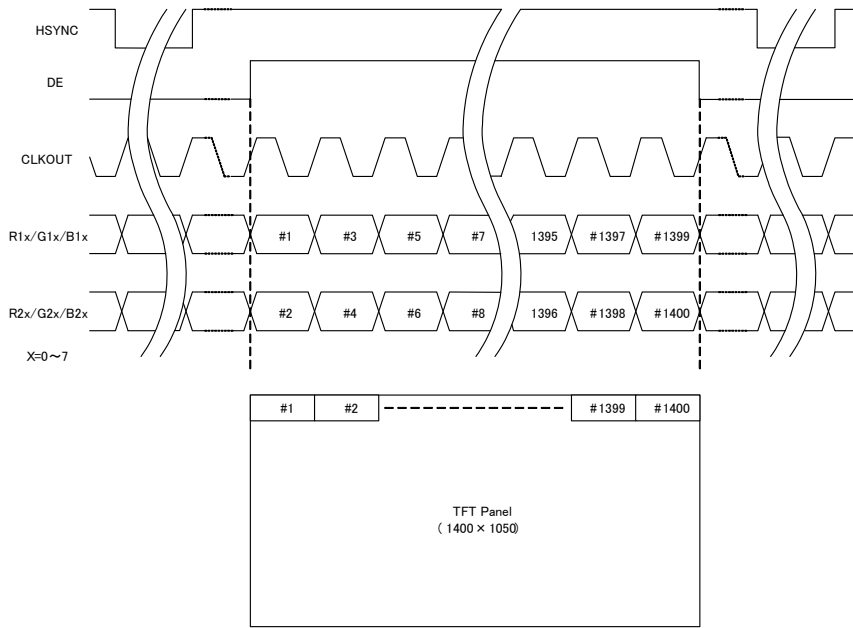 HSYNC
DE
CLKOUT
R1x/G1x/B1x #1 #3 #5 #7 1395 #1397 #1399
R2x/G2x/B2x #2 #4 #6 #8 1396 #1398 #1400
X=0～7
#1 #2 #1399 #1400
TFT Panel
( 1400 × 1050)